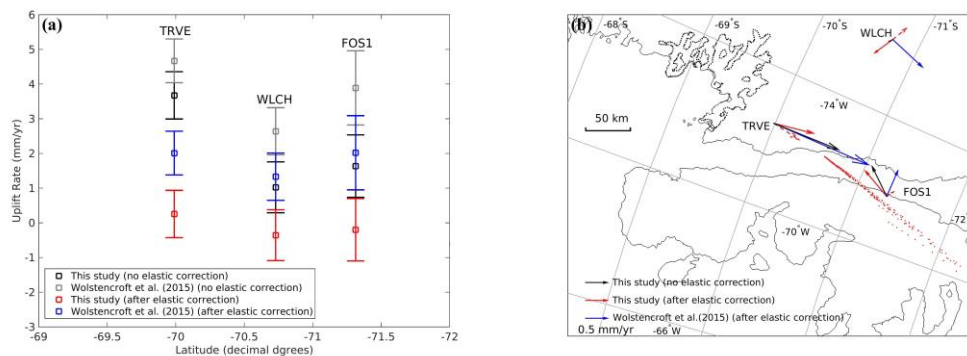 (a)
TRVE
WLCH
FOS1
Uplift Rate (mm/yr)
6
5
4
3
2
1
0
-1
-2
-3
This study (no elastic correction)
Wolstencroft et al. (2015) (no elastic correction)
This study (after elastic correction)
Wolstencroft et al. (2015) (after elastic correction)
-69 -69.5 -70 -70.5 -71 -71.5 -72
Latitude (decimal dgrees)
(b)
-68°S
-69°S
-70°S
-71°S
WLCH
-74°W
50 km
TRVE
FOS1
-72°
-70°W
This study (no elastic correction)
This study (after elastic correction)
Wolstencroft et al.(2015) (after elastic correction)
0.5 mm/yr
-66°W